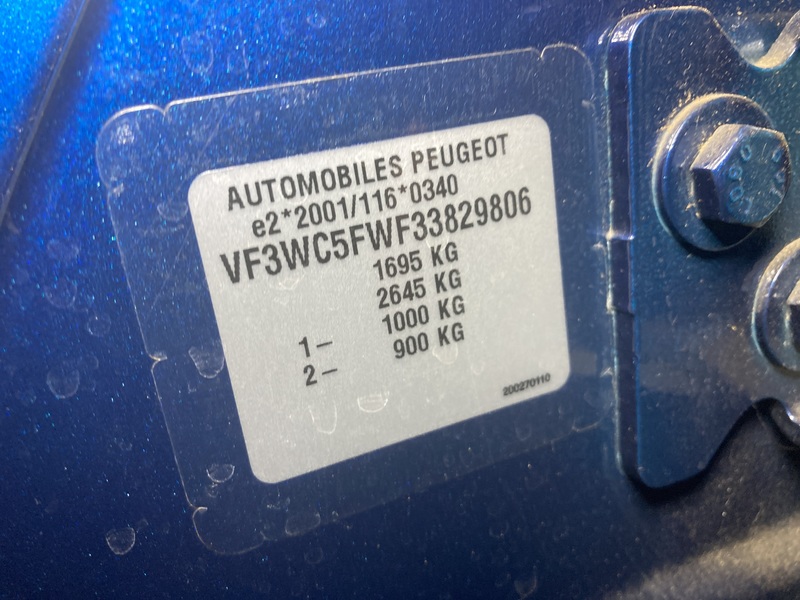 AUTOMOBILES PEUGEOT
e2*2001/116*0340
VF3WC5FWF33829806
1695 KG
2645 KG
1- 1000 KG
2- 900 KG
200270110